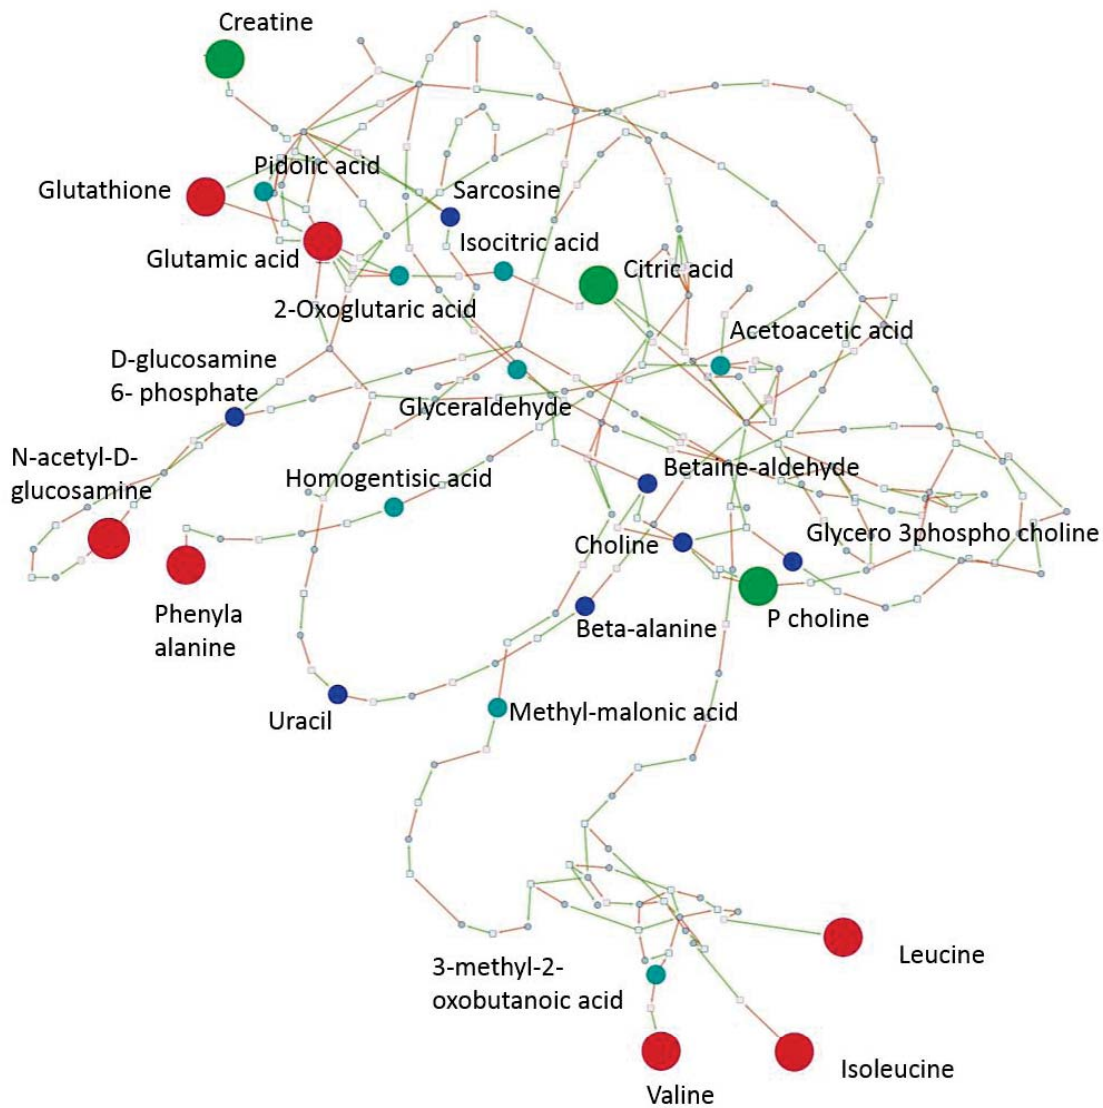 Creatine
Pidolic acid
Glutathione
Sarcosine
Isocitric acid
Glutamic acid
Citric acid
2-Oxoglutaric acid
Acetoacetic acid
D-glucosamine
6- phosphate
Glyceraldehyde
N-acetyl-D-
glucosamine
Homogentisic acid
Betaine-aldehyde
Glycero 3phospho choline
Choline
Phenyla
alanine
P choline
Beta-alanine
Uracil
Methyl-malonic acid
3-methyl-2-
oxobutanoic acid
Leucine
Isoleucine
Valine